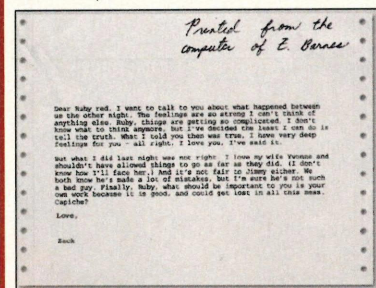 Printed from the
computer of E. Barnes
Dear Ruby red. I want to talk to you about what happened between
us the other night. The feelings are so strong I can't think of
anything else. Ruby, things are getting so complicated. I don't
know what to think anymore, but I've decided the least I can do is
tell the truth. What I told you then was true. I have very deep
feelings for you - all right, I love you. I've said it.
But what I did last night was not right. I love my wife Yvonne and
shouldn't have allowed things to go as far as they did. (I don't
know how I'll face her.) And it's not fair to Jimmy either. We
both know he's made a lot of mistakes, but I'm sure he's not such
a bad guy. Finally, Ruby, what should be important to you is your
own work because it is good, and could get lost in all this mess.
Capiche?
Love,
Zack